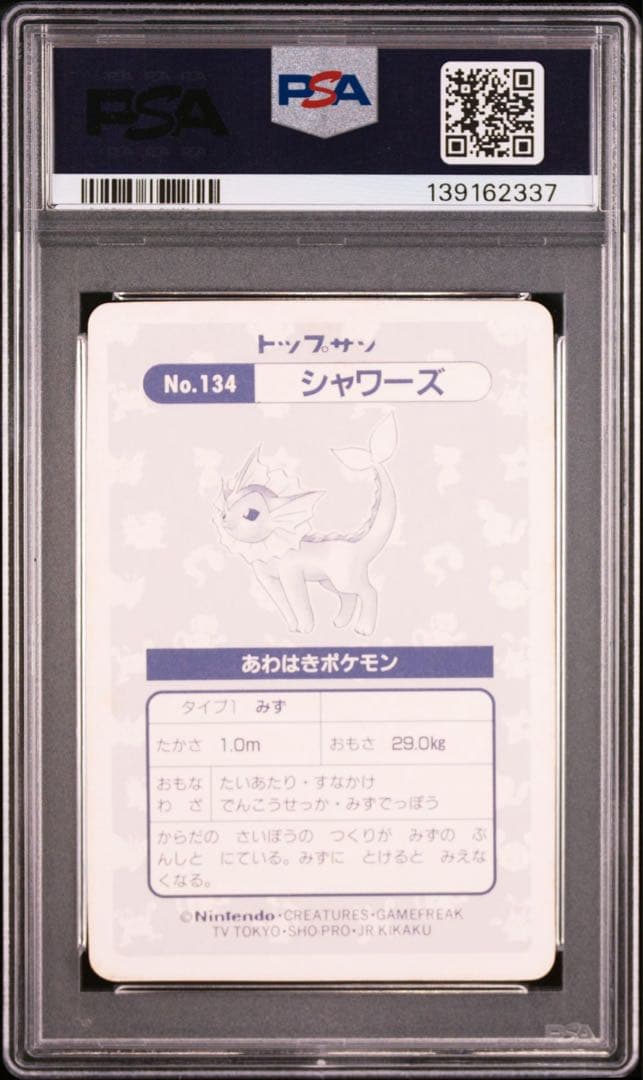 PSA
PSA
139162337
トップサン
No.134 シャワーズ
あわはきポケモン
タイプ1 みず
たかさ 1.0m おもさ 29.0kg
おもな たいあたり・すなかけ
わざ でんこうせっか・みずでっぽう
からだの さいぼうの つくりが みずの ぶ
んしと にている。みずに とけると みえな
くなる。
©Nintendo・CREATURES・GAMEFREAK
TV TOKYO・SHO PRO・JR KIKAKU
PSA